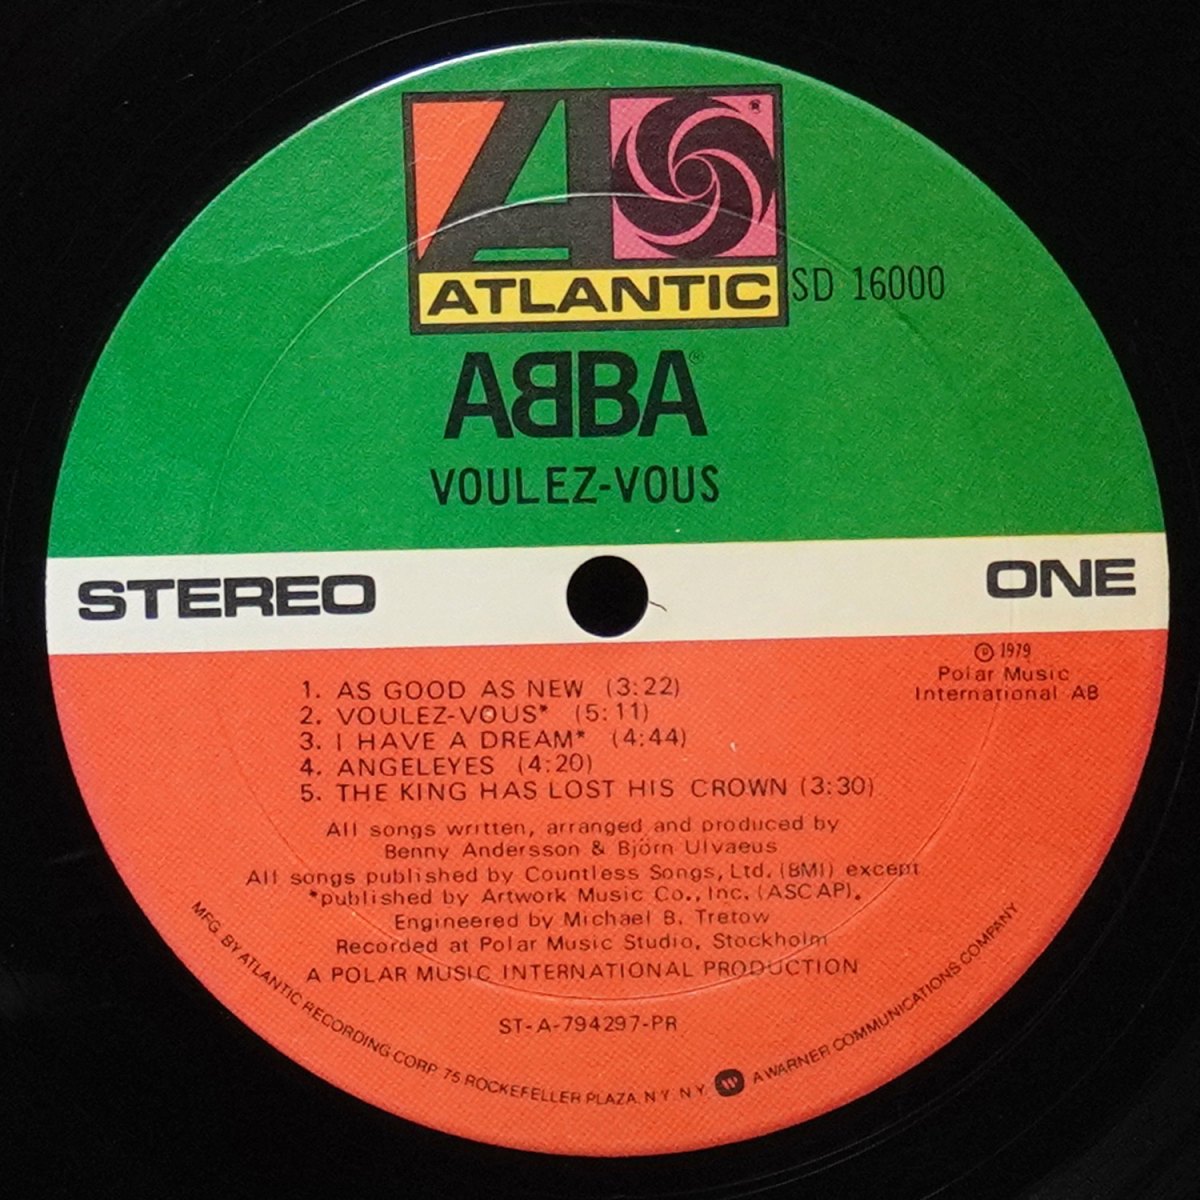 ATLANTIC
SD 16000
ABBA®
VOULEZ-VOUS
STEREO
ONE
℗ 1979
Polar Music
International AB
1. AS GOOD AS NEW (3:22)
2. VOULEZ-VOUS* (5:11)
3. I HAVE A DREAM* (4:44)
4. ANGELEYES (4:20)
5. THE KING HAS LOST HIS CROWN (3:30)
All songs written, arranged and produced by
Benny Andersson & Björn Ulvaeus
All songs published by Countless Songs, Ltd. (BMI) except
*published by Artwork Music Co., Inc. (ASCAP).
Engineered by Michael B. Tretow
Recorded at Polar Music Studio, Stockholm
A POLAR MUSIC INTERNATIONAL PRODUCTION
ST-A-794297-PR
MFG. BY ATLANTIC RECORDING CORP. 75 ROCKEFELLER PLAZA, N.Y. N.Y. A WARNER COMMUNICATIONS COMPANY